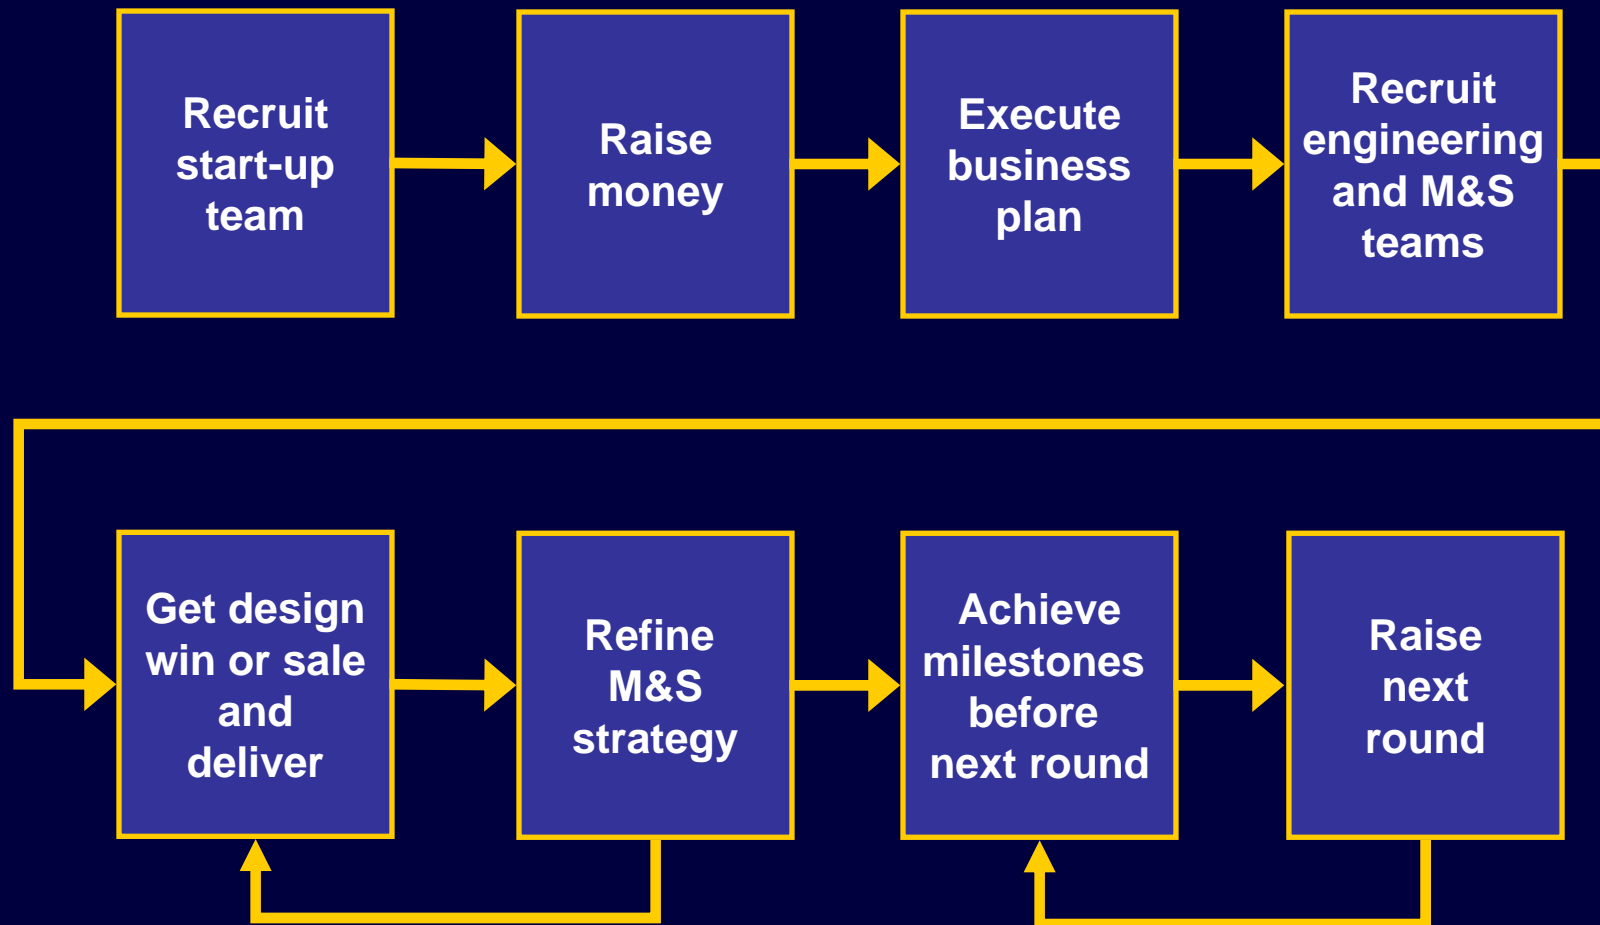 Recruit
start-up
team
Raise
money
Execute
business
plan
Recruit
engineering
and M&S
teams
Get design
win or sale
and
deliver
Refine
M&S
strategy
Achieve
milestones
before
next round
Raise
next
round